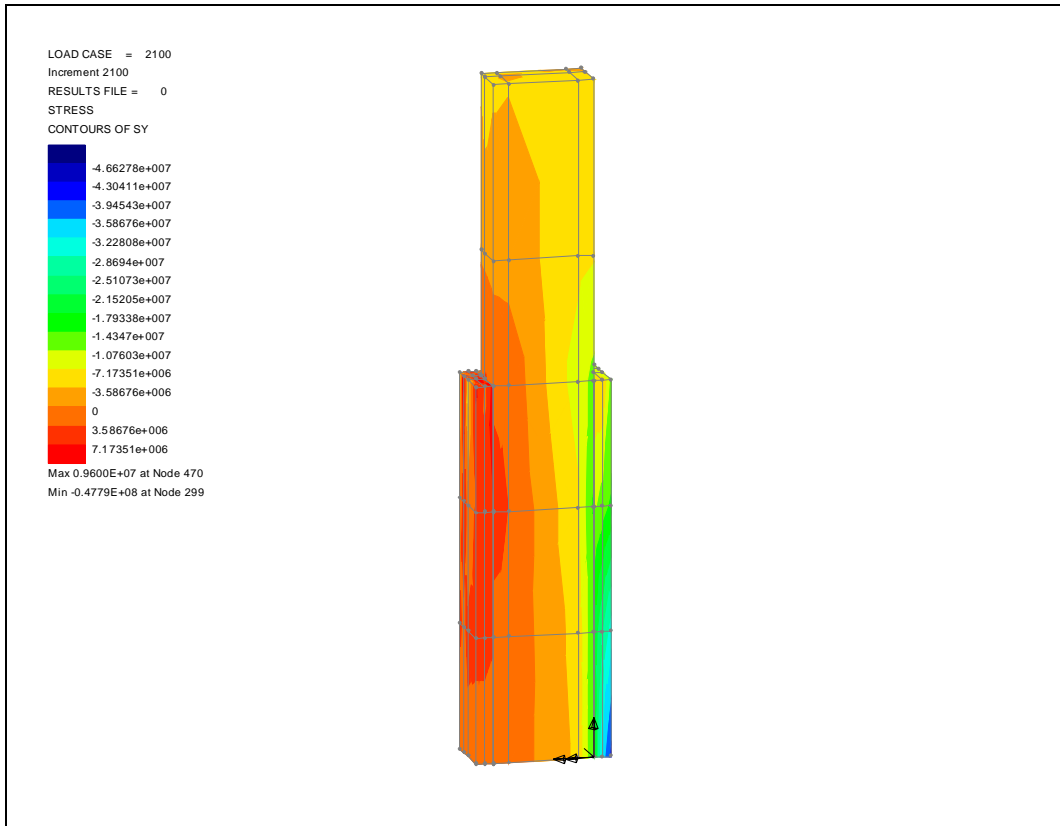 LOAD CASE = 2100
Increment 2100
RESULTS FILE = 0
STRESS
CONTOURS OF SY
-4.66278e+007
-4.30411e+007
-3.94543e+007
-3.58676e+007
-3.22808e+007
-2.8694e+007
-2.51073e+007
-2.15205e+007
-1.79338e+007
-1.4347e+007
-1.07603e+007
-7.17351e+006
-3.58676e+006
0
3.58676e+006
7.17351e+006
Max 0.9600E+07 at Node 470
Min -0.4779E+08 at Node 299